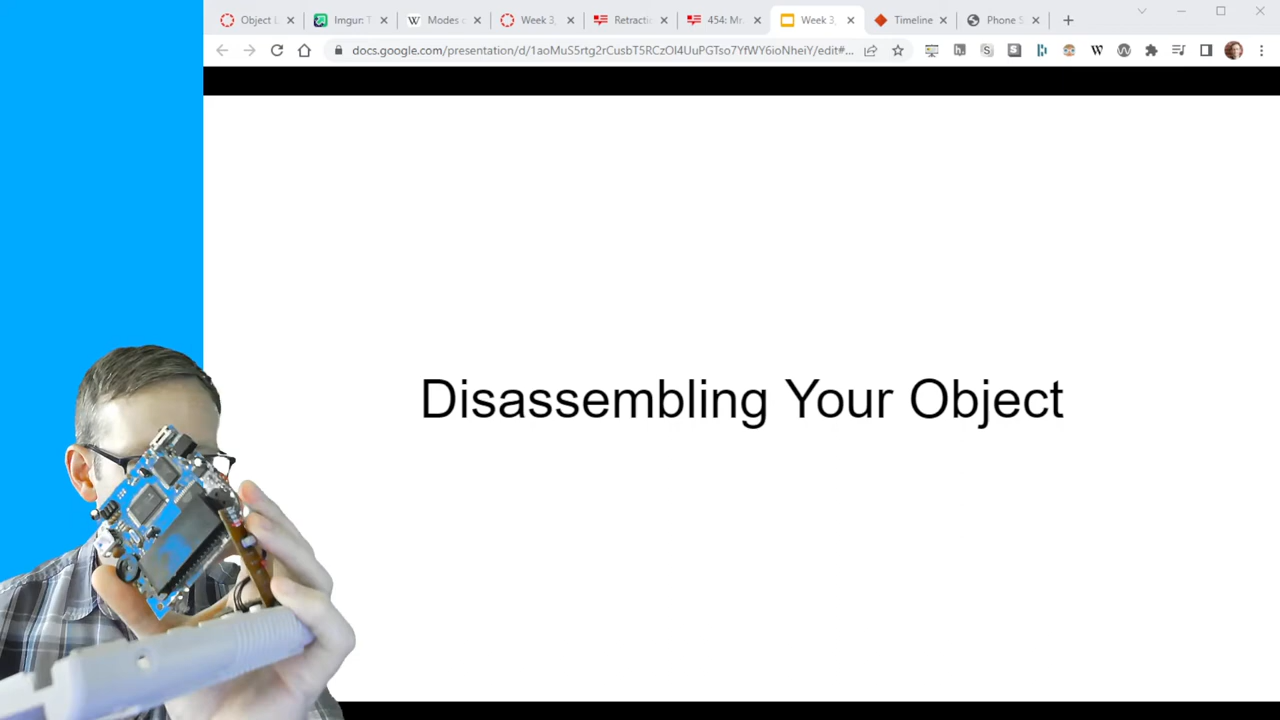 Object L
Imgur: T
Modes o
Week 3,
Retractio
454: Mr
Week 3,
Timeline
Phone S
docs.google.com/presentation/d/1aoMuS5rtg2rCusbT5RCzOl4UuPGTso7YfWY6ioNheiY/edit#...
Disassembling Your Object